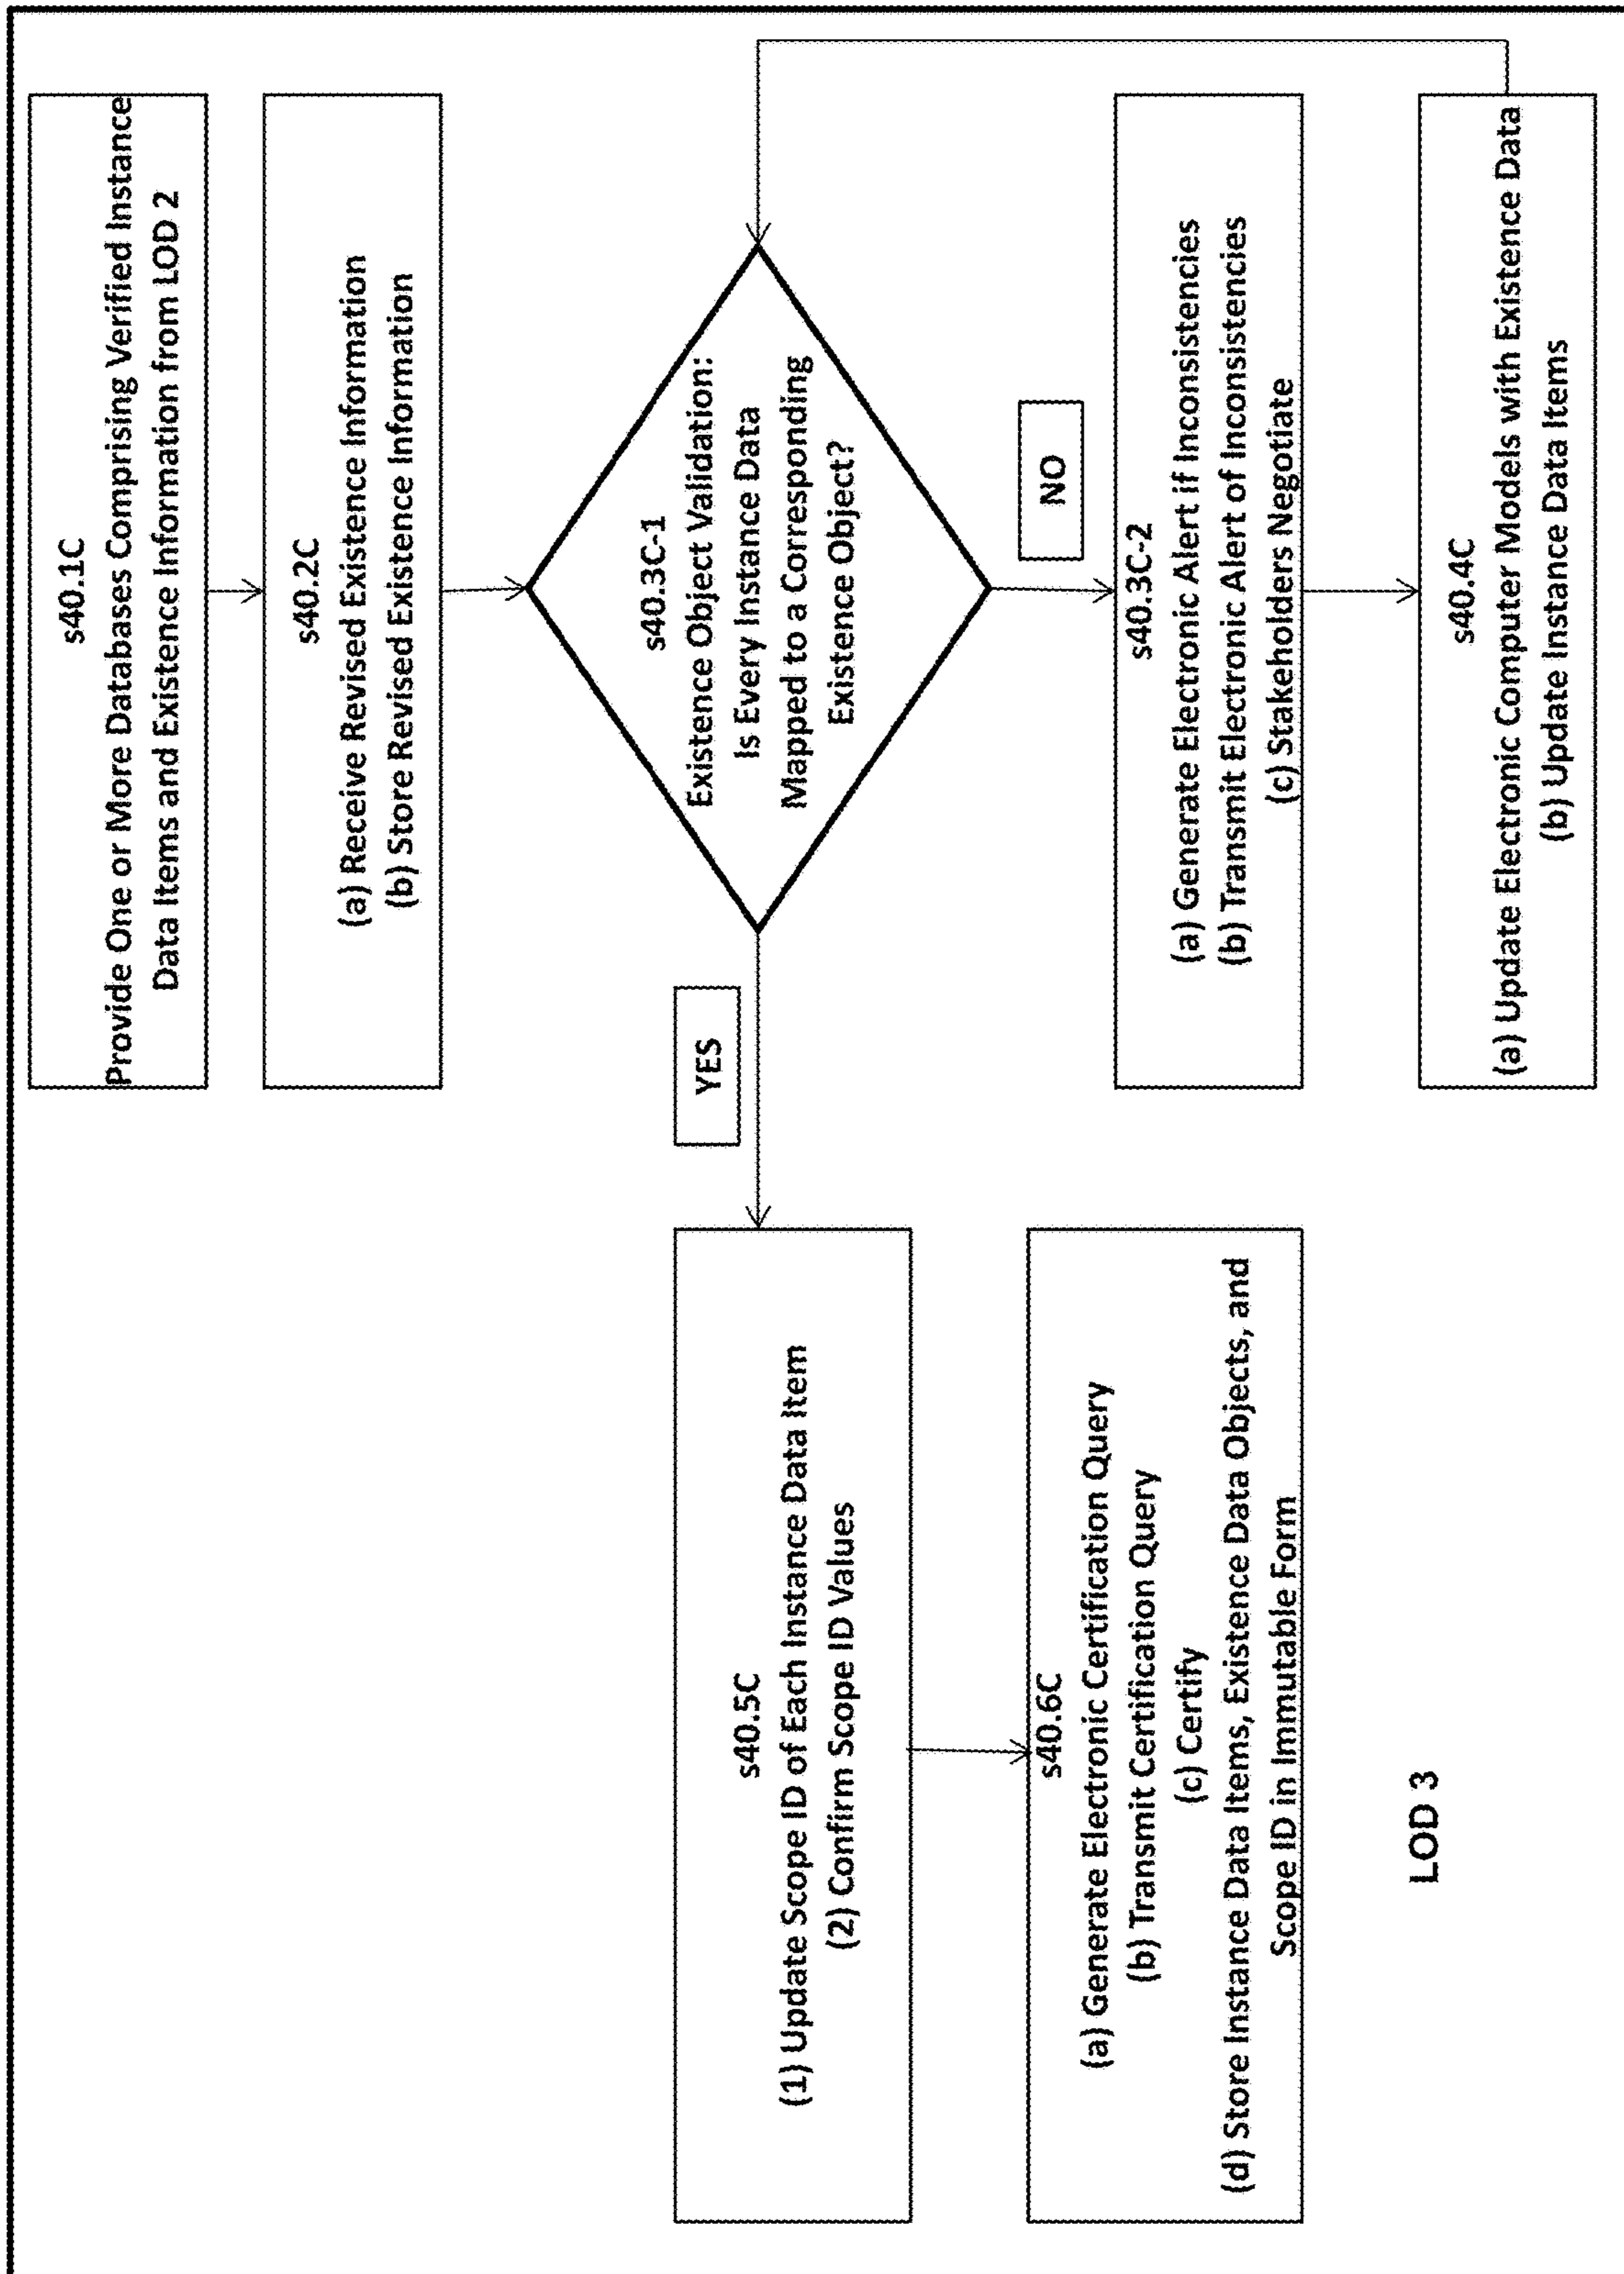 s40.1C
Provide One or More Databases Comprising Verified Instance
Data Items and Existence Information from LOD 2
s40.2C
(a) Receive Revised Existence Information
(b) Store Revised Existence Information
s40.3C-1
Existence Object Validation:
Is Every Instance Data
Mapped to a Corresponding
Existence Object?
NO
s40.3C-2
(a) Generate Electronic Alert if Inconsistencies
(b) Transmit Electronic Alert of Inconsistencies
(c) Stakeholders Negotiate
s40.4C
(a) Update Electronic Computer Models with Existence Data
(b) Update Instance Data Items
YES
s40.5C
(1) Update Scope ID of Each Instance Data Item
(2) Confirm Scope ID Values
s40.6C
(a) Generate Electronic Certification Query
(b) Transmit Certification Query
(c) Certify
(d) Store Instance Data Items, Existence Data Objects, and
Scope ID in Immutable Form
LOD 3